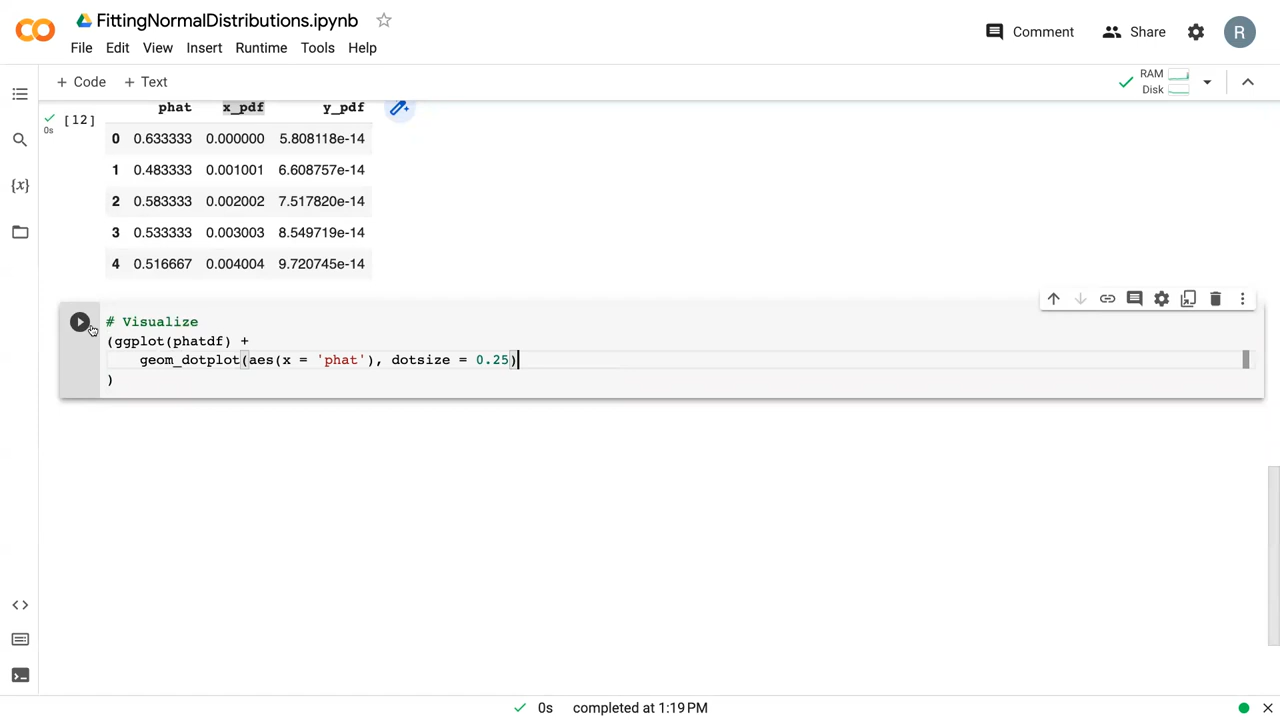 FittingNormalDistributions.ipynb
File Edit View Insert Runtime Tools Help
Comment
Share
R
+ Code + Text
RAM
Disk
[12]
0s
phat x_pdf y_pdf
0 0.633333 0.000000 5.808118e-14
1 0.483333 0.001001 6.608757e-14
2 0.583333 0.002002 7.517820e-14
3 0.533333 0.003003 8.549719e-14
4 0.516667 0.004004 9.720745e-14
{x}
# Visualize
(ggplot(phatdf) +
geom_dotplot(aes(x = 'phat'), dotsize = 0.25)
)
0s completed at 1:19 PM